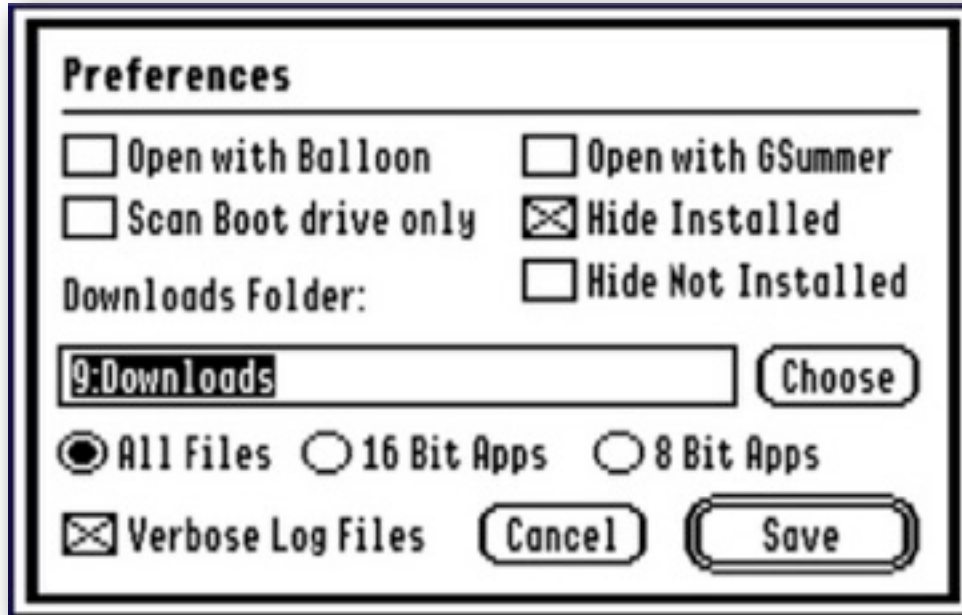 Preferences
Open with Balloon
Open with GSummer
Scan Boot drive only
Hide Installed
Hide Not Installed
Downloads Folder:
9:Downloads
Choose
All Files
16 Bit Apps
8 Bit Apps
Verbose Log Files
Cancel
Save